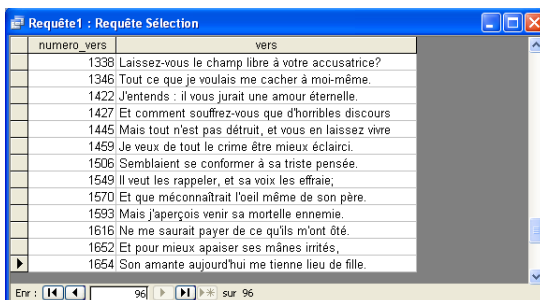 Requête1 : Requête Sélection
numero_vers vers
1338 Laissez-vous le champ libre à votre accusatrice?
1346 Tout ce que je voulais me cacher à moi-même.
1422 J'entends : il vous jurait une amour éternelle.
1427 Et comment souffrez-vous que d'horribles discours
1445 Mais tout n'est pas détruit, et vous en laissez vivre
1459 Je veux de tout le crime être mieux éclairci.
1506 Semblaient se conformer à sa triste pensée.
1549 Il veut les rappeler, et sa voix les effraie;
1570 Et que méconnaîtrait l'oeil même de son père.
1593 Mais j'aperçois venir sa mortelle ennemie.
1616 Ne me saurait payer de ce qu'ils m'ont ôté.
1652 Et pour mieux apaiser ses mânes irrités,
1654 Son amante aujourd'hui me tienne lieu de fille.
Enr : 96 sur 96